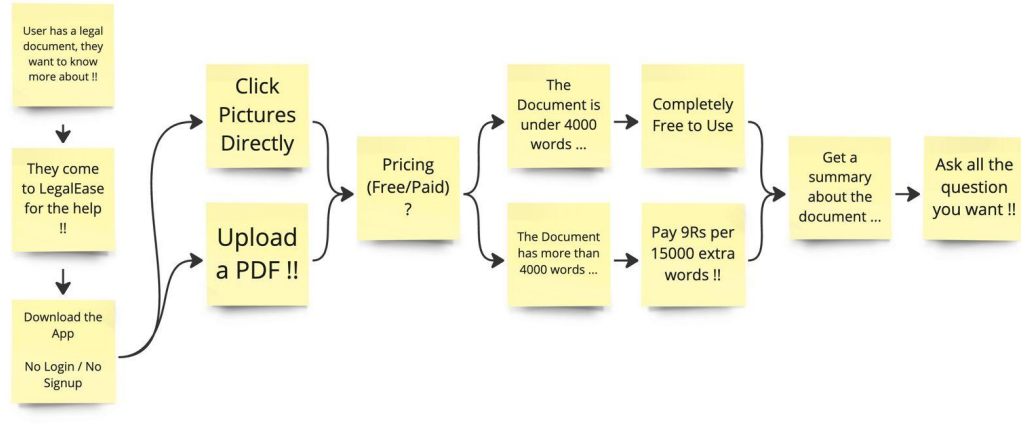 User has a legal
document, they
want to know
more about !!
They come
to LegalEase
for the help
!!
Download the
App
No Login / No
Signup
Click
Pictures
Directly
Upload
a PDF !!
Pricing
(Free/Paid)
?
The
Document is
under 4000
words ...
Completely
Free to Use
The Document
has more than
4000 words ...
Pay 9Rs per
15000 extra
words !!
Get a
summary
about the
document ...
Ask all the
question
you want !!